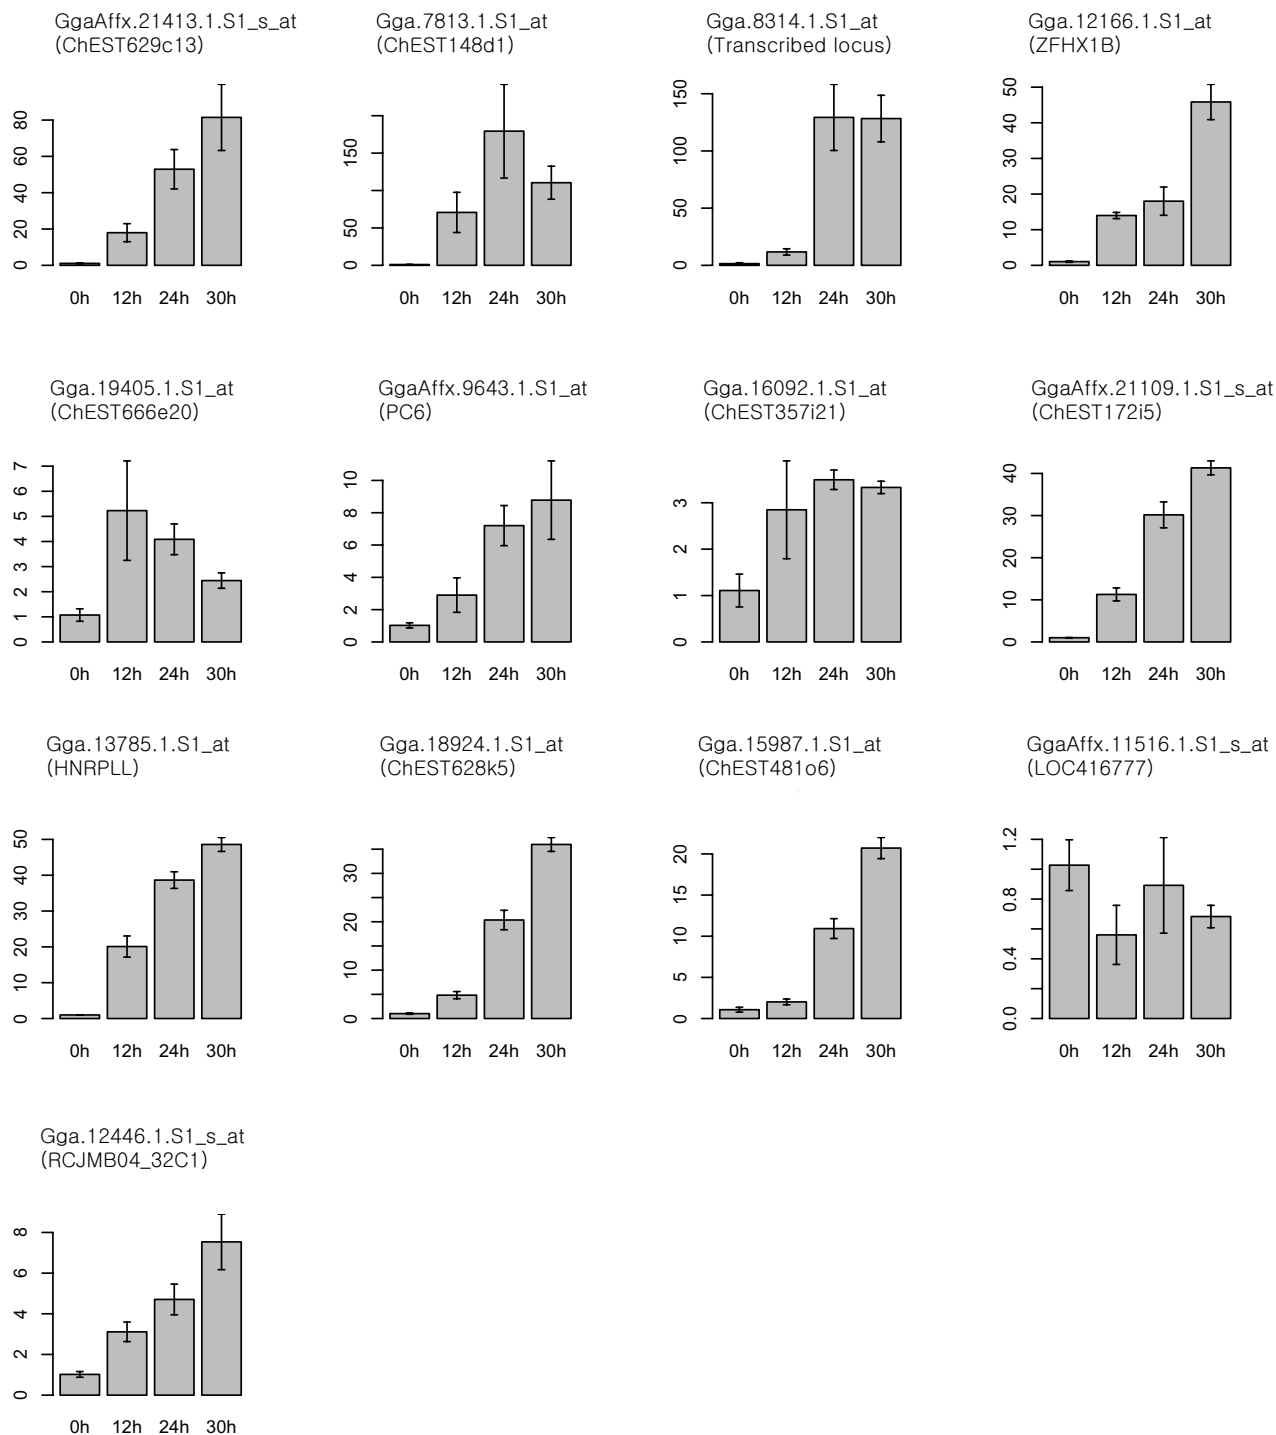 GgaAffx.21413.1.S1_s_at
(ChEST629c13)
Gga.7813.1.S1_at
(ChEST148d1)
Gga.8314.1.S1_at
(Transcribed locus)
Gga.12166.1.S1_at
(ZFHX1B)
0 20 40 60 80
0h 12h 24h 30h
0 50 150
0h 12h 24h 30h
0 50 100 150
0h 12h 24h 30h
0 10 20 30 40 50
0h 12h 24h 30h
Gga.19405.1.S1_at
(ChEST666e20)
GgaAffx.9643.1.S1_at
(PC6)
Gga.16092.1.S1_at
(ChEST357i21)
GgaAffx.21109.1.S1_s_at
(ChEST172i5)
0 1 2 3 4 5 6 7
0h 12h 24h 30h
0 2 4 6 8 10
0h 12h 24h 30h
0 1 2 3
0h 12h 24h 30h
0 10 20 30 40
0h 12h 24h 30h
Gga.13785.1.S1_at
(HNRPLL)
Gga.18924.1.S1_at
(ChEST628k5)
Gga.15987.1.S1_at
(ChEST481o6)
GgaAffx.11516.1.S1_s_at
(LOC416777)
0 10 20 30 40 50
0h 12h 24h 30h
0 10 20 30
0h 12h 24h 30h
0 5 10 15 20
0h 12h 24h 30h
0.0 0.4 0.8 1.2
0h 12h 24h 30h
Gga.12446.1.S1_s_at
(RCJMB04_32C1)
0 2 4 6 8
0h 12h 24h 30h